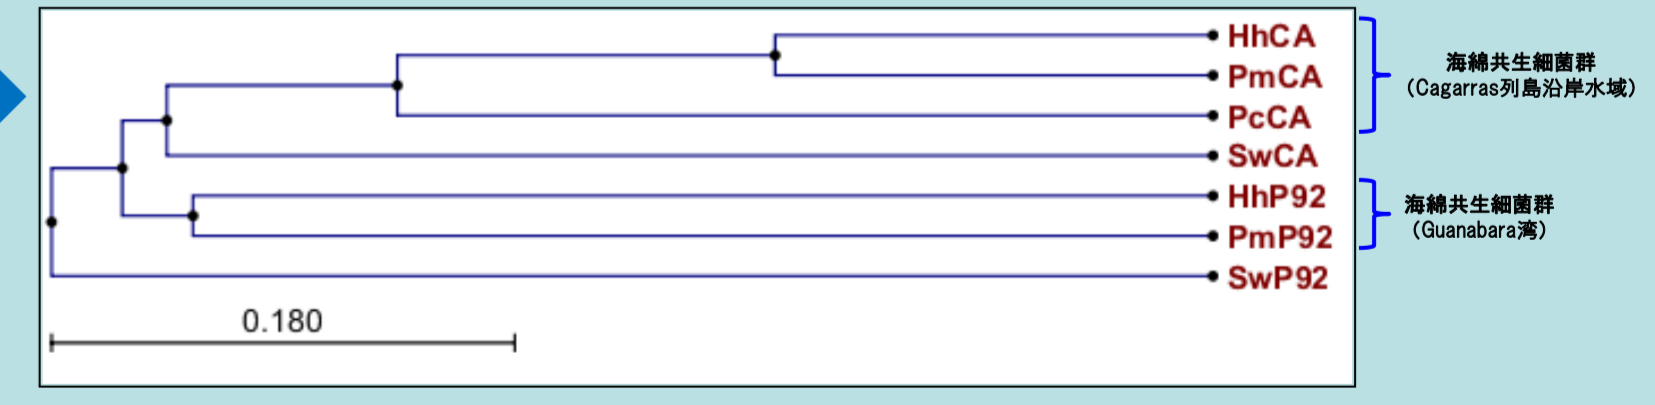 HhCA
PmCA
PcCA
SwCA
HhP92
PmP92
SwP92
0.180
海綿共生細菌群
（Cagarras列島沿岸水域）
海綿共生細菌群
（Guanabara湾）